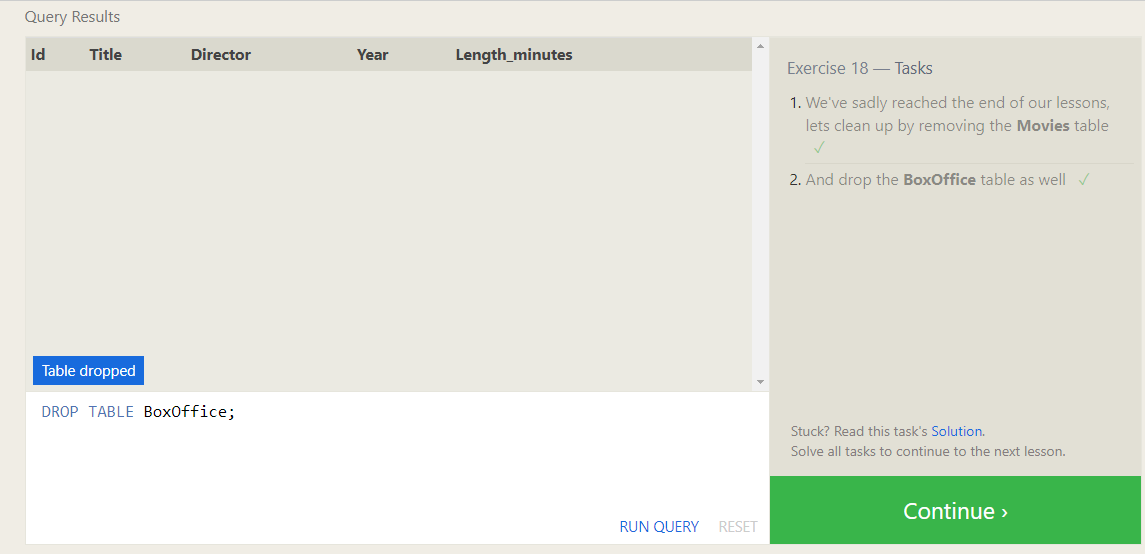 Query Results
Id Title Director Year Length_minutes
Table dropped
DROP TABLE BoxOffice;
RUN QUERY RESET
Exercise 18 — Tasks
1. We've sadly reached the end of our lessons,
lets clean up by removing the Movies table
✓
2. And drop the BoxOffice table as well ✓
Stuck? Read this task's Solution.
Solve all tasks to continue to the next lesson.
Continue ›